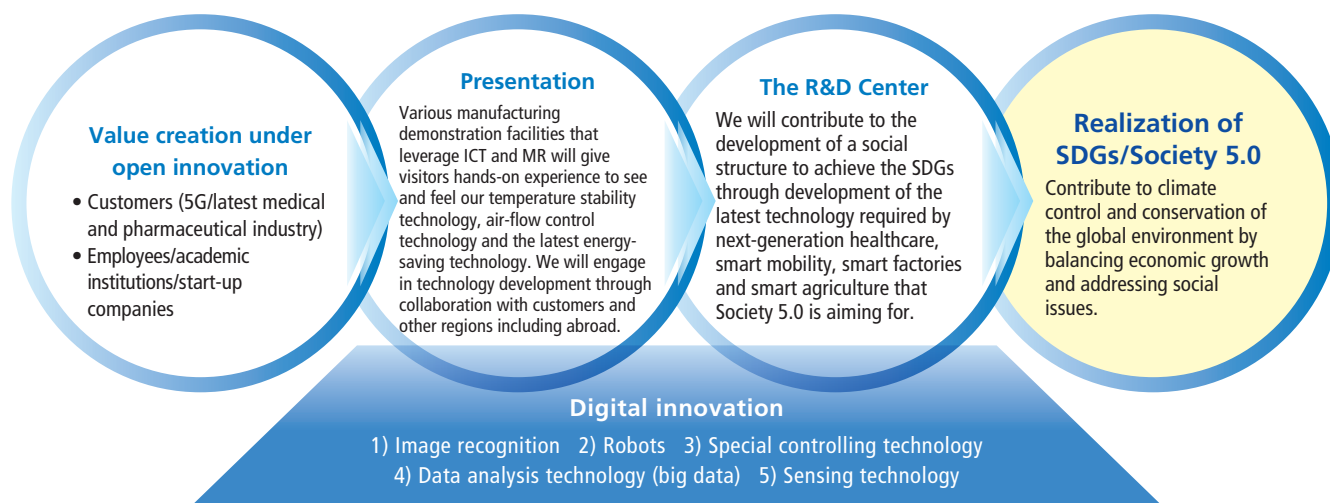 Value creation under
open innovation
• Customers (5G/latest medical
and pharmaceutical industry)
• Employees/academic
institutions/start-up
companies
Presentation
Various manufacturing
demonstration facilities that
leverage ICT and MR will give
visitors hands-on experience to see
and feel our temperature stability
technology, air-flow control
technology and the latest energy-
saving technology. We will engage
in technology development through
collaboration with customers and
other regions including abroad.
The R&D Center
We will contribute to the
development of a social
structure to achieve the SDGs
through development of the
latest technology required by
next-generation healthcare,
smart mobility, smart factories
and smart agriculture that
Society 5.0 is aiming for.
Realization of
SDGs/Society 5.0
Contribute to climate
control and conservation of
the global environment by
balancing economic growth
and addressing social
issues.
Digital innovation
1) Image recognition 2) Robots 3) Special controlling technology
4) Data analysis technology (big data) 5) Sensing technology